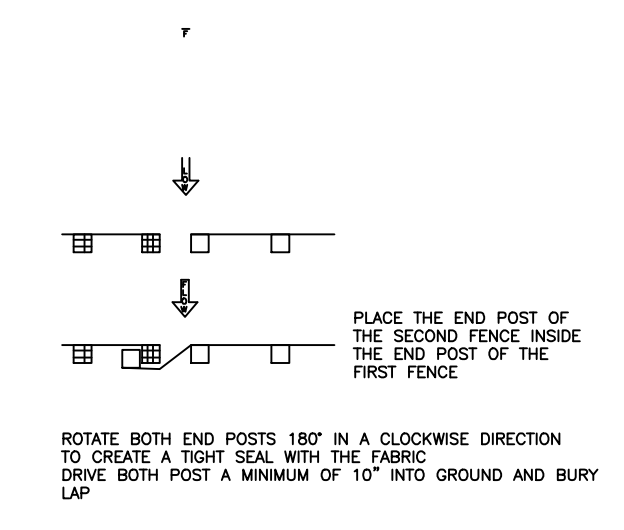 F
LOW
FLOW
PLACE THE END POST OF
THE SECOND FENCE INSIDE
THE END POST OF THE
FIRST FENCE
ROTATE BOTH END POSTS 180° IN A CLOCKWISE DIRECTION
TO CREATE A TIGHT SEAL WITH THE FABRIC
DRIVE BOTH POST A MINIMUM OF 10" INTO GROUND AND BURY
LAP